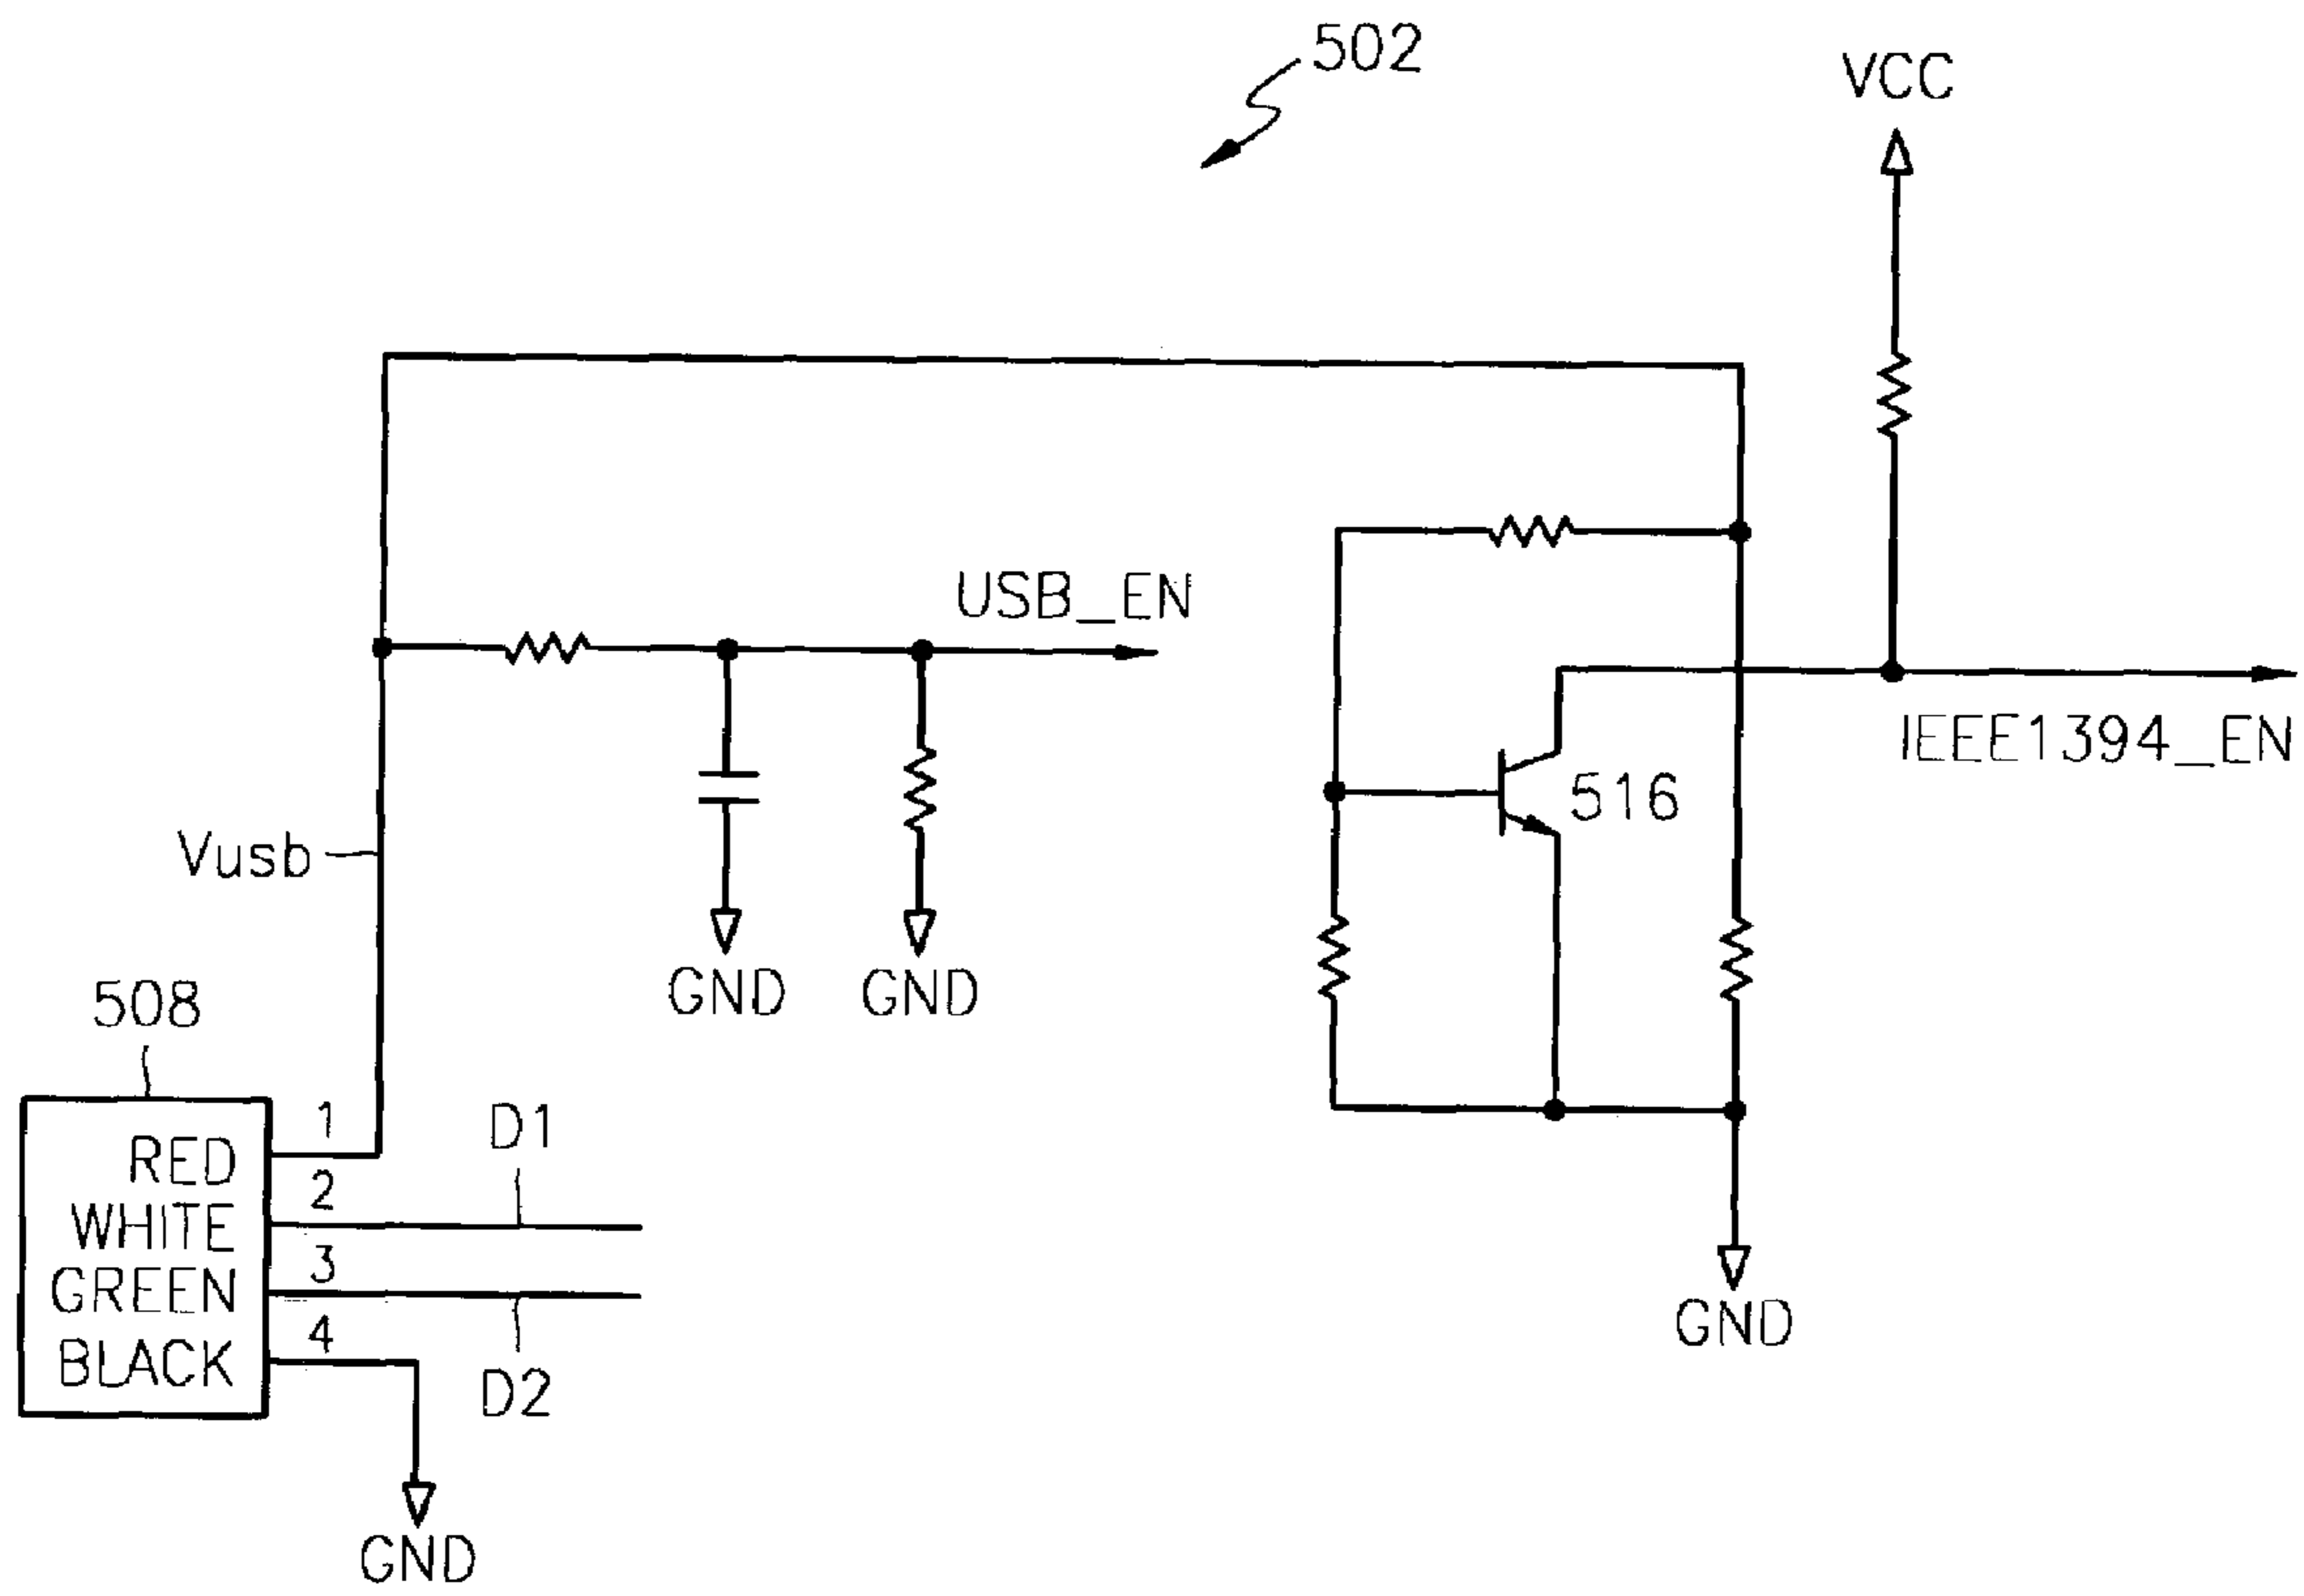 502
VCC
USB_EN
IEEE1394_EN
516
Vusb
GND
GND
508
1
D1
RED
2
WHITE
3
GREEN
4
BLACK
D2
GND
GND